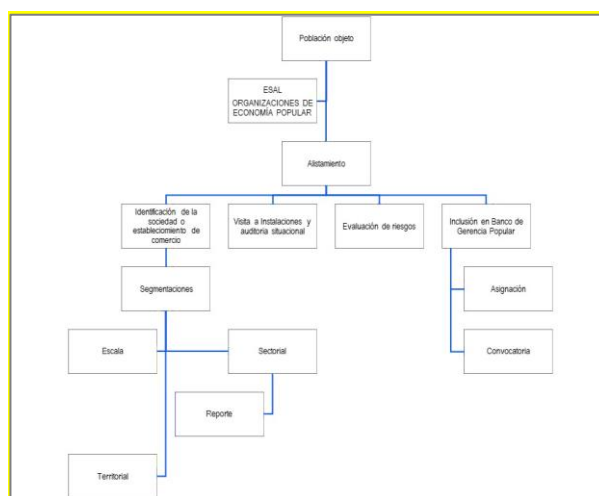 Población objeto
ESAL
ORGANIZACIONES DE
ECONOMÍA POPULAR
Alistamiento
Identificación de la
sociedad o
establecimiento de
comercio
Visita a Instalaciones y
auditoria situacional
Evaluación de riesgos
Inclusión en Banco de
Gerencia Popular
Segmentaciones
Asignación
Escala
Sectorial
Convocatoria
Reporte
Territorial